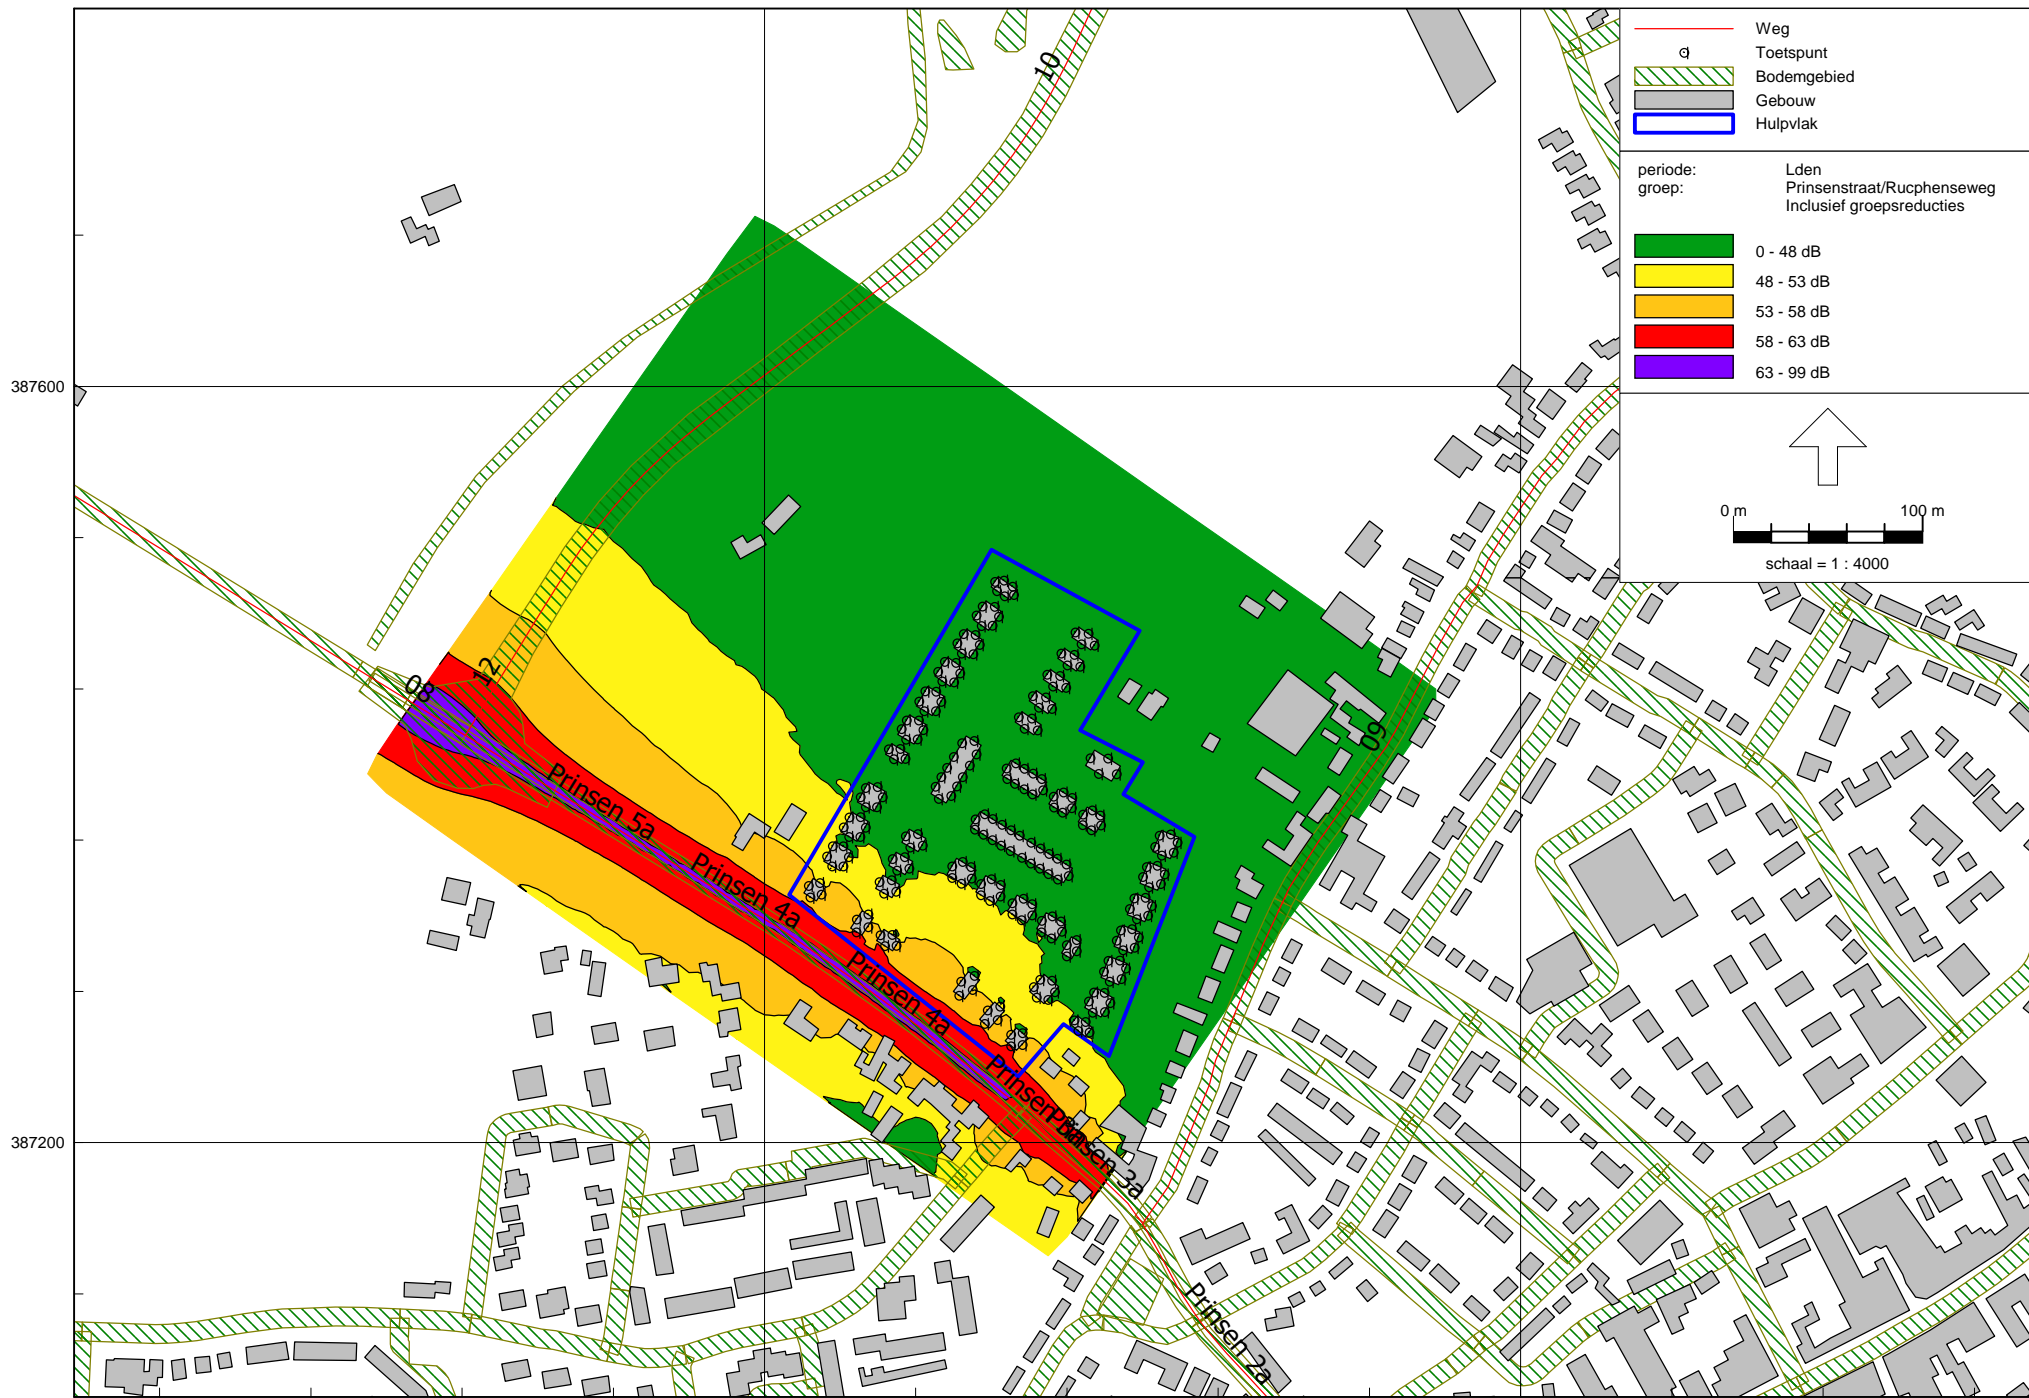 Weg
Toetspunt
Bodemgebied
Gebouw
Hulpvlak
periode: Lden
groep: Prinsenstraat/Rucphenseweg
Inclusief groepsreducties
0 - 48 dB
48 - 53 dB
53 - 58 dB
58 - 63 dB
63 - 99 dB
0 m 100 m
schaal = 1 : 4000
10
387600
12
08
09
Prinsen 5a
Prinsen 4a
Prinsen 4a
Prinsen
Prinsen 3a
387200
Prinsen 2a